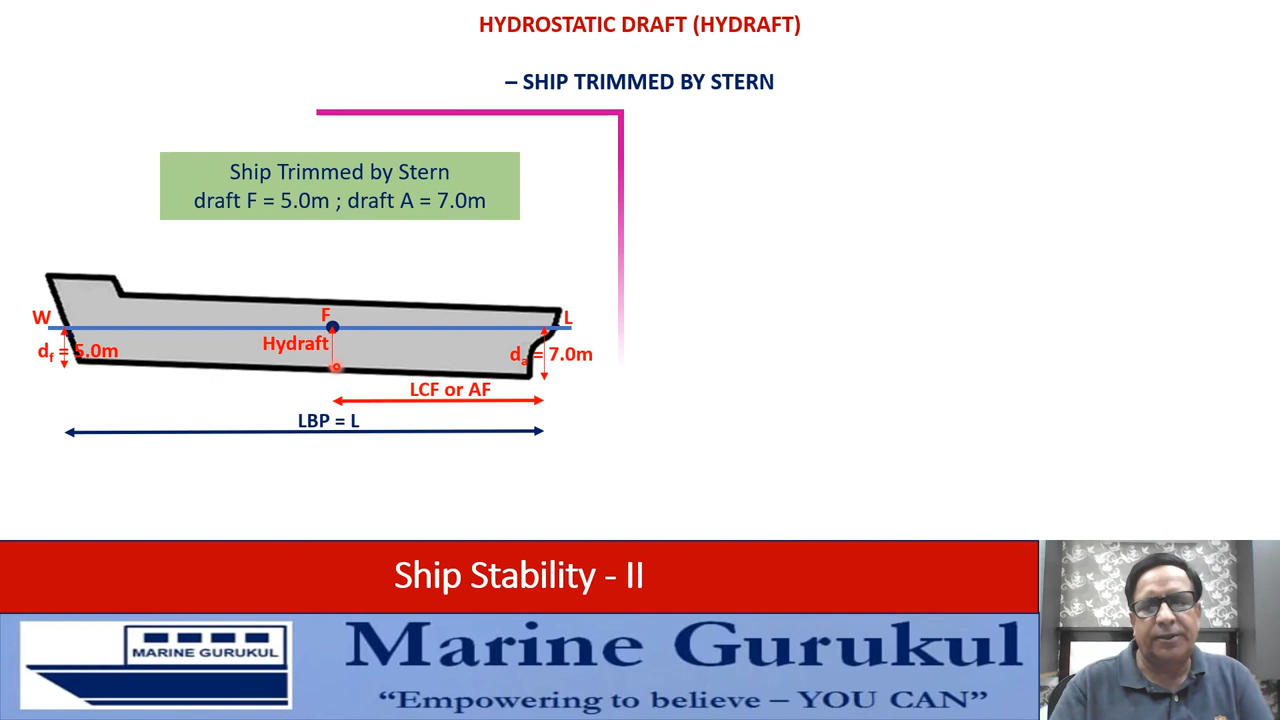 HYDROSTATIC DRAFT (HYDRAFT)
– SHIP TRIMMED BY STERN
Ship Trimmed by Stern
draft F = 5.0m ; draft A = 7.0m
W
F
L
Hydraft
df = 5.0m
da = 7.0m
LCF or AF
LBP = L
Ship Stability - II
MARINE GURUKUL
Marine Gurukul
“Empowering to believe – YOU CAN”